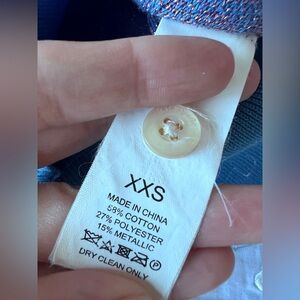 XXS
MADE IN CHINA
58% COTTON
27% POLYESTER
15% METALLIC
DRY CLEAN ONLY